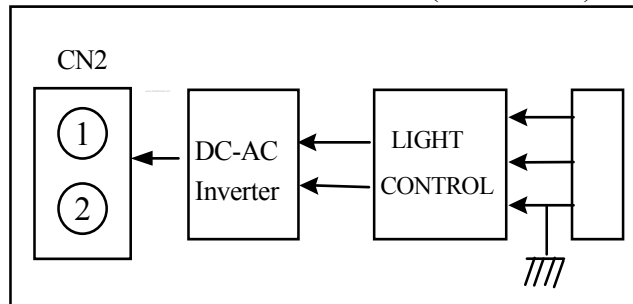 CN2
1
2
DC-AC
Inverter
LIGHT
CONTROL